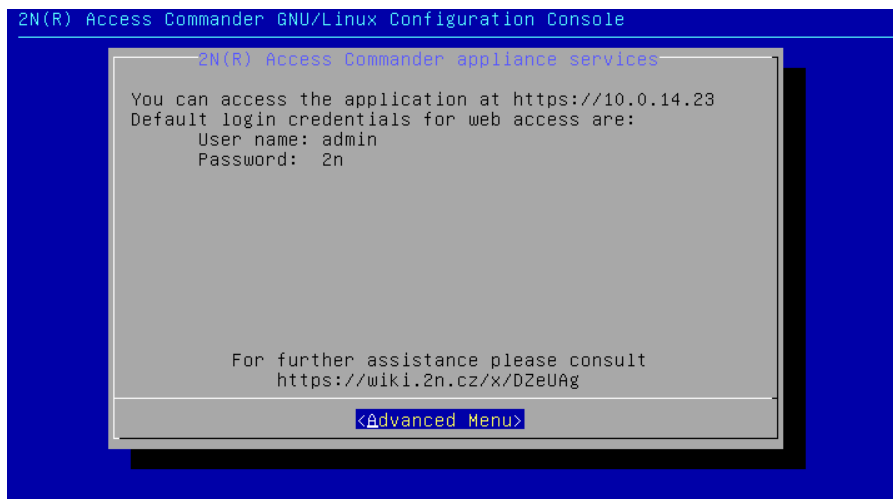 2N(R) Access Commander GNU/Linux Configuration Console
2N(R) Access Commander appliance services
You can access the application at https://10.0.14.23
Default login credentials for web access are:
User name: admin
Password: 2n
For further assistance please consult
https://wiki.2n.cz/x/DZeUAg
<Advanced Menu>